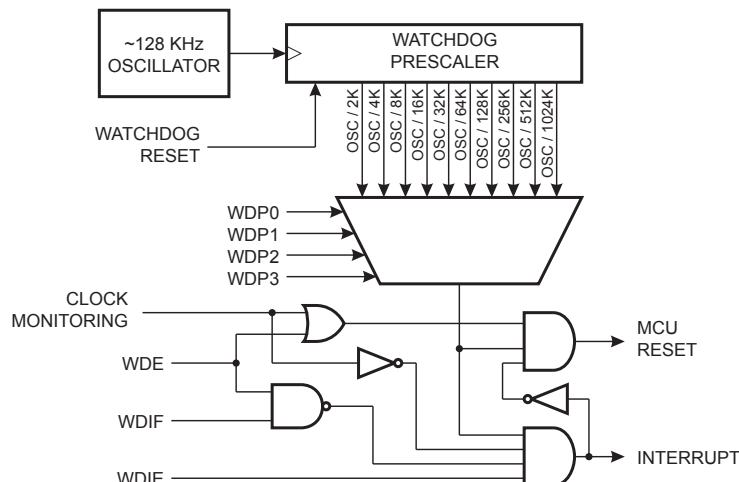 ~128 KHz
OSCILLATOR
WATCHDOG
PRESCALER
WATCHDOG
RESET
OSC / 2K
OSC / 4K
OSC / 8K
OSC / 16K
OSC / 32K
OSC / 64K
OSC / 128K
OSC / 256K
OSC / 512K
OSC / 1024K
WDP0
WDP1
WDP2
WDP3
CLOCK
MONITORING
MCU
RESET
WDE
WDIF
INTERRUPT